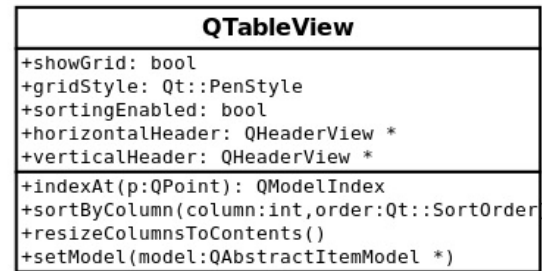 QTableView
+showGrid: bool
+gridStyle: Qt::PenStyle
+sortingEnabled: bool
+horizontalHeader: QHeaderView *
+verticalHeader: QHeaderView *
+indexAt(p:QPoint): QModelIndex
+sortByColumn(column:int,order:Qt::SortOrder
+resizeColumnsToContents()
+setModel(model:QAbstractItemModel *)